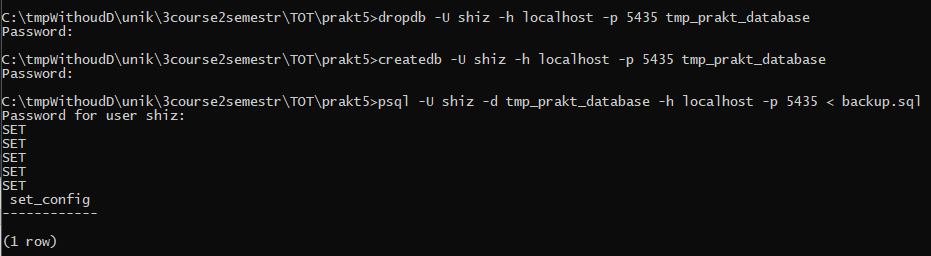 C:\tmpWithoudD\unik\3course2semestr\TOT\prakt5>dropdb -U shiz -h localhost -p 5435 tmp_prakt_database
Password:
C:\tmpWithoudD\unik\3course2semestr\TOT\prakt5>createdb -U shiz -h localhost -p 5435 tmp_prakt_database
Password:
C:\tmpWithoudD\unik\3course2semestr\TOT\prakt5>psql -U shiz -d tmp_prakt_database -h localhost -p 5435 < backup.sql
Password for user shiz:
SET
SET
SET
SET
SET
 set_config
------------

(1 row)